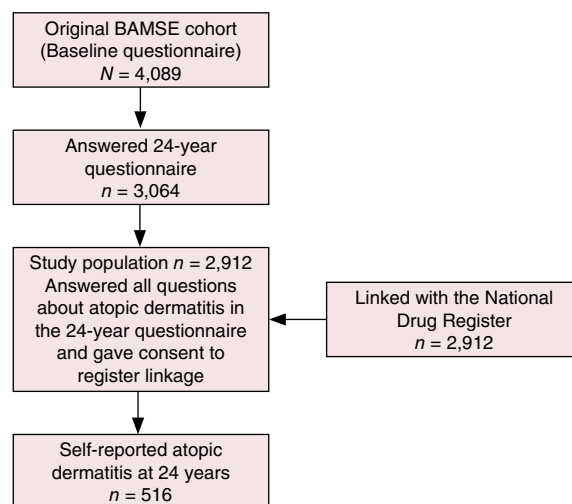 Original BAMSE cohort
(Baseline questionnaire)
N = 4,089
Answered 24-year
questionnaire
n = 3,064
Study population n = 2,912
Answered all questions
about atopic dermatitis in
the 24-year questionnaire
and gave consent to
register linkage
Linked with the National
Drug Register
n = 2,912
Self-reported atopic
dermatitis at 24 years
n = 516